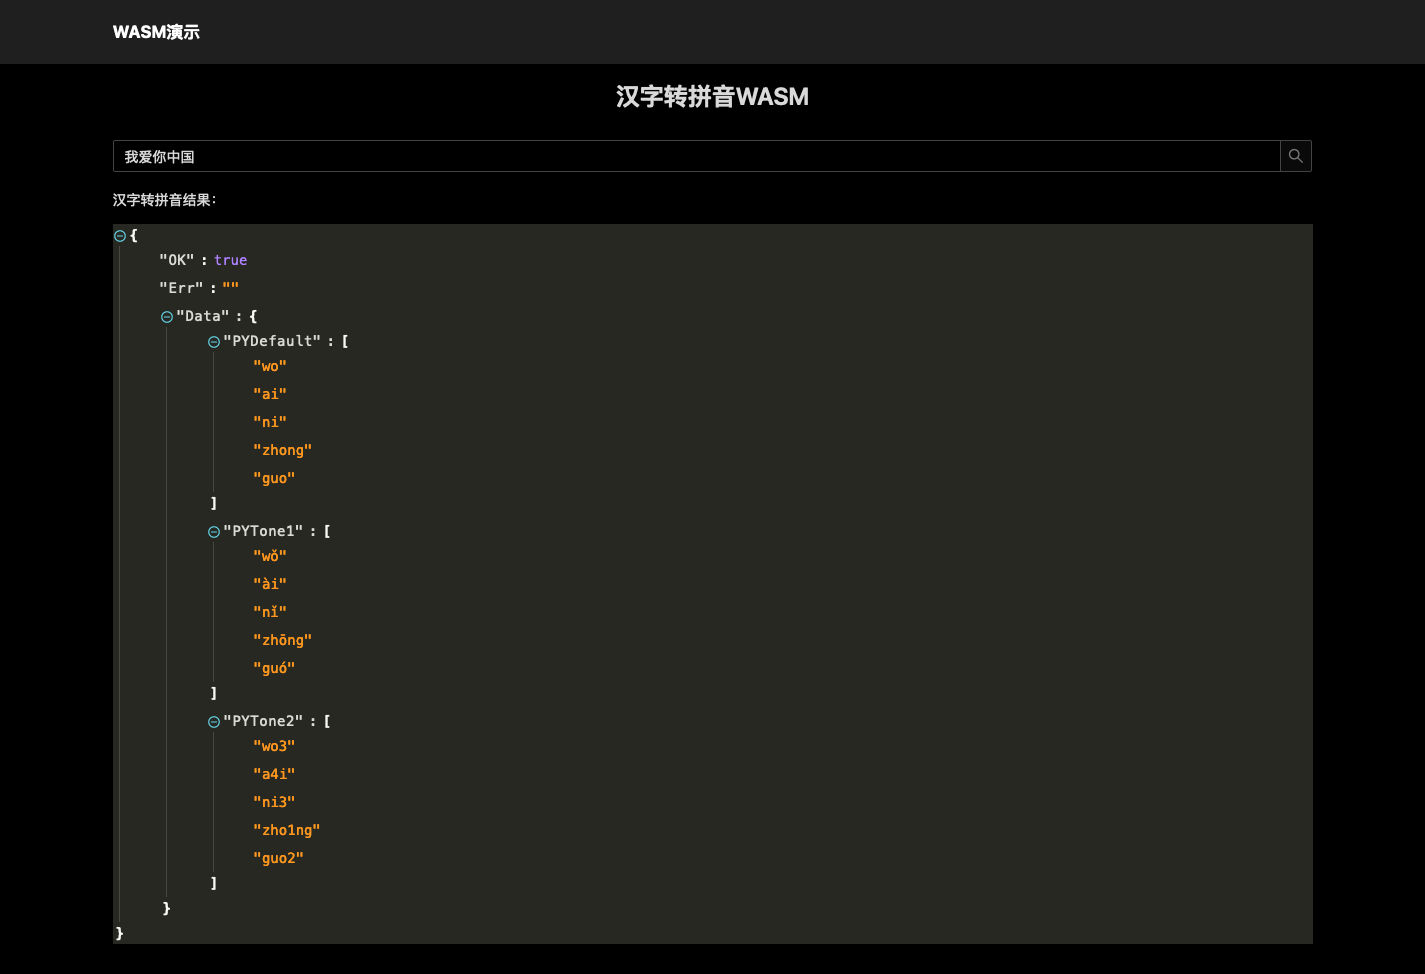 WASM演示
汉字转拼音WASM
我爱你中国
汉字转拼音结果:
{
"OK" : true
"Err" : ""
"Data" : {
"PYDefault" : [
"wo"
"ai"
"ni"
"zhong"
"guo"
]
"PYTone1" : [
"wǒ"
"ài"
"nǐ"
"zhōng"
"guó"
]
"PYTone2" : [
"wo3"
"a4i"
"ni3"
"zho1ng"
"guo2"
]
}
}